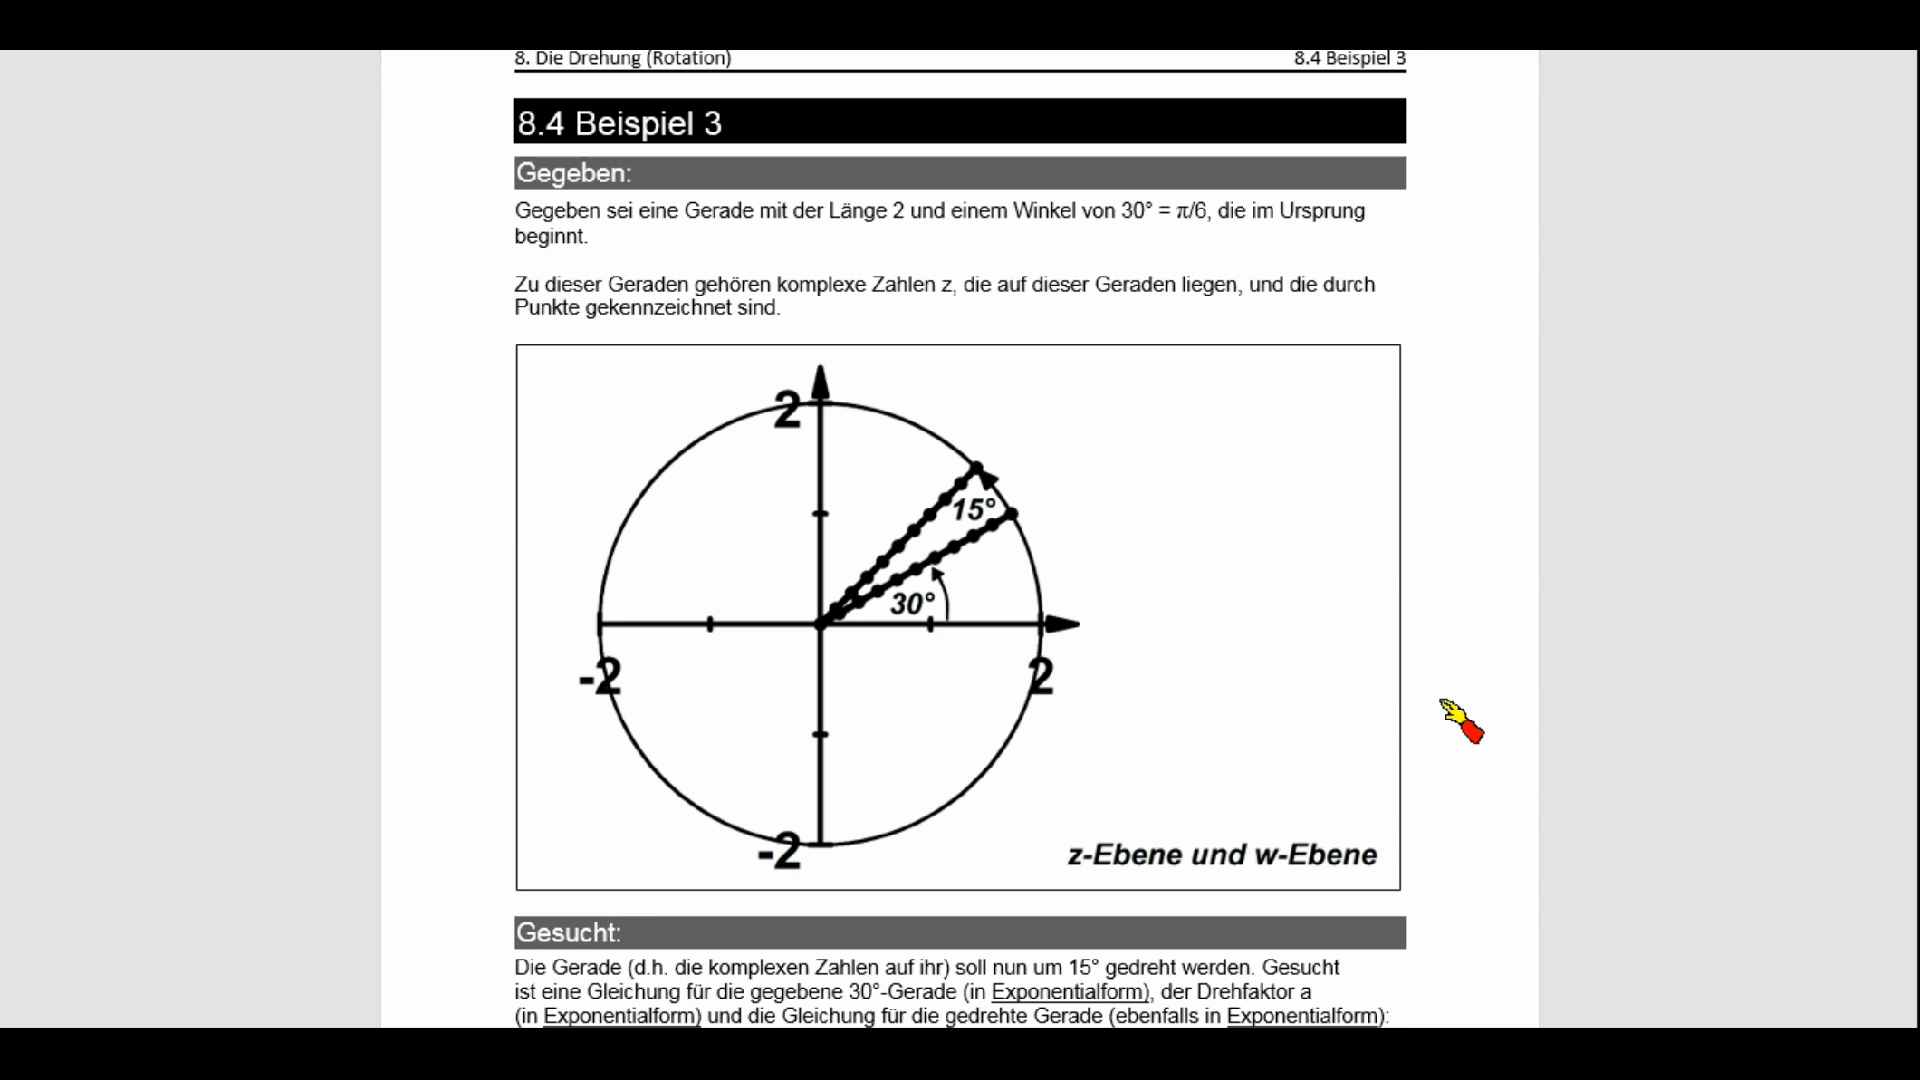 8. Die Drehung (Rotation) 8.4 Beispiel 3
8.4 Beispiel 3
Gegeben:
Gegeben sei eine Gerade mit der Länge 2 und einem Winkel von 30° = π/6, die im Ursprung
beginnt.
Zu dieser Geraden gehören komplexe Zahlen z, die auf dieser Geraden liegen, und die durch
Punkte gekennzeichnet sind.
2
15°
30°
-2 2
-2
z-Ebene und w-Ebene
Gesucht:
Die Gerade (d.h. die komplexen Zahlen auf ihr) soll nun um 15° gedreht werden. Gesucht
ist eine Gleichung für die gegebene 30°-Gerade (in Exponentialform), der Drehfaktor a
(in Exponentialform) und die Gleichung für die gedrehte Gerade (ebenfalls in Exponentialform):